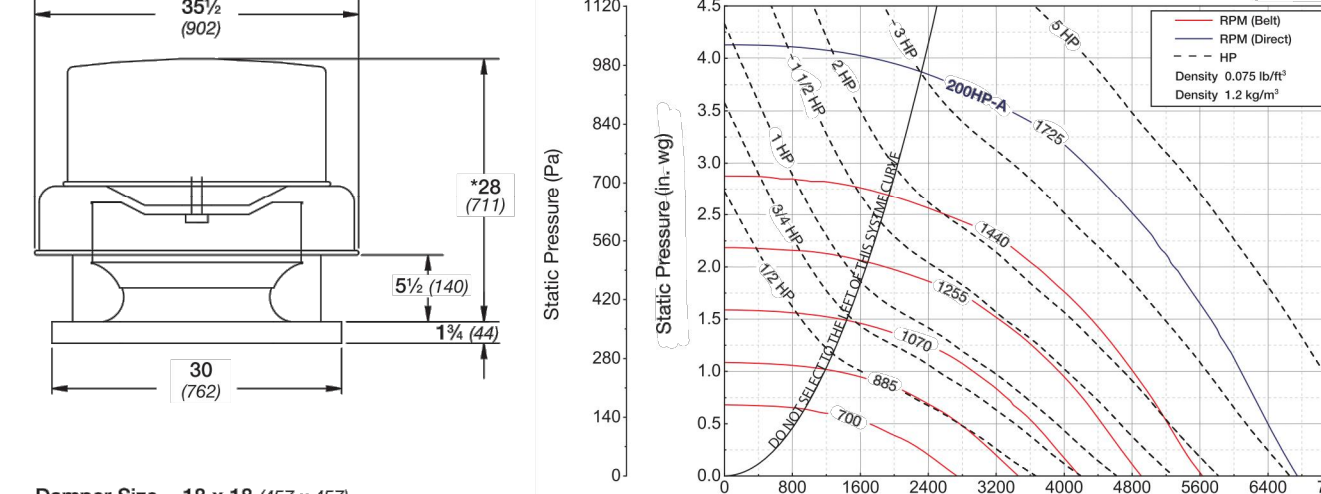 35½
(902)
*28
(711)
5½ (140)
1¾ (44)
30
(762)
Damper Size
18 x 18 (457 x 457)
Static Pressure (Pa)
1120
980
840
700
560
420
280
140
0
Static Pressure (in. wg)
4.5
4.0
3.5
3.0
2.5
2.0
1.5
1.0
0.5
0.0
0
800
1600
2400
3200
4000
4800
5600
6400
RPM (Belt)
RPM (Direct)
HP
Density 0.075 lb/ft³
Density 1.2 kg/m³
5 HP
3 HP
2 HP
1 1/2 HP
1 HP
3/4 HP
1/2 HP
200HP-A
1725
1440
1255
1070
885
700
DO NOT SELECT TO THE LEFT OF THIS SYSTEM CURVE